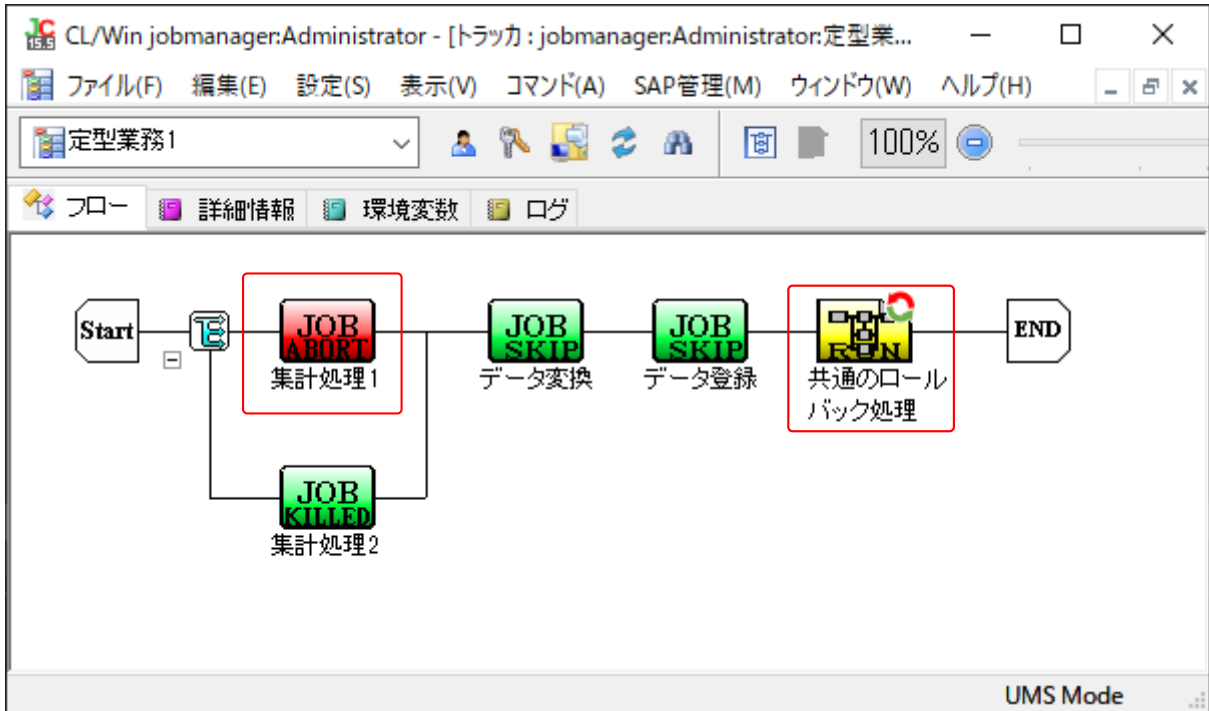 JC
15.5
CL/Win jobmanager:Administrator - [トラッカ : jobmanager:Administrator:定型業...
ファイル(F) 編集(E) 設定(S) 表示(V) コマンド(A) SAP管理(M) ウィンドウ(W) ヘルプ(H)
定型業務1
100%
フロー 詳細情報 環境変数 ログ
Start
JOB
ABORT
集計処理1
JOB
SKIP
データ変換
JOB
SKIP
データ登録
RUN
共通のロール
バック処理
END
JOB
KILLED
集計処理2
UMS Mode